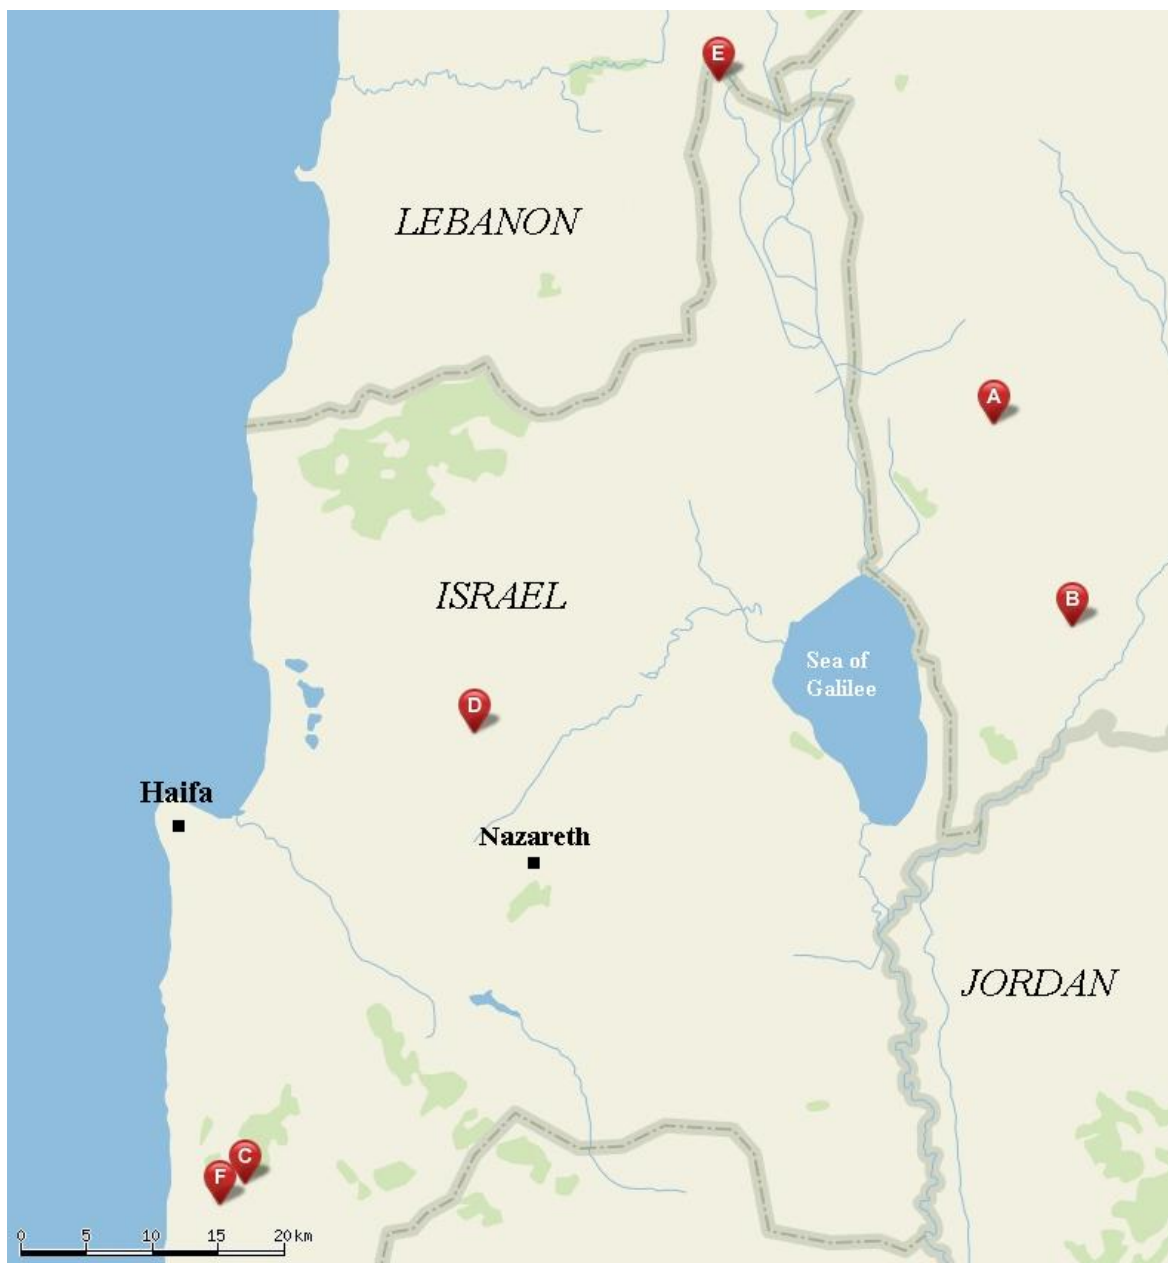 E
LEBANON
A
ISRAEL
B
Sea of
Galilee
D
Haifa
Nazareth
JORDAN
C
F
0 5 10 15 20 km